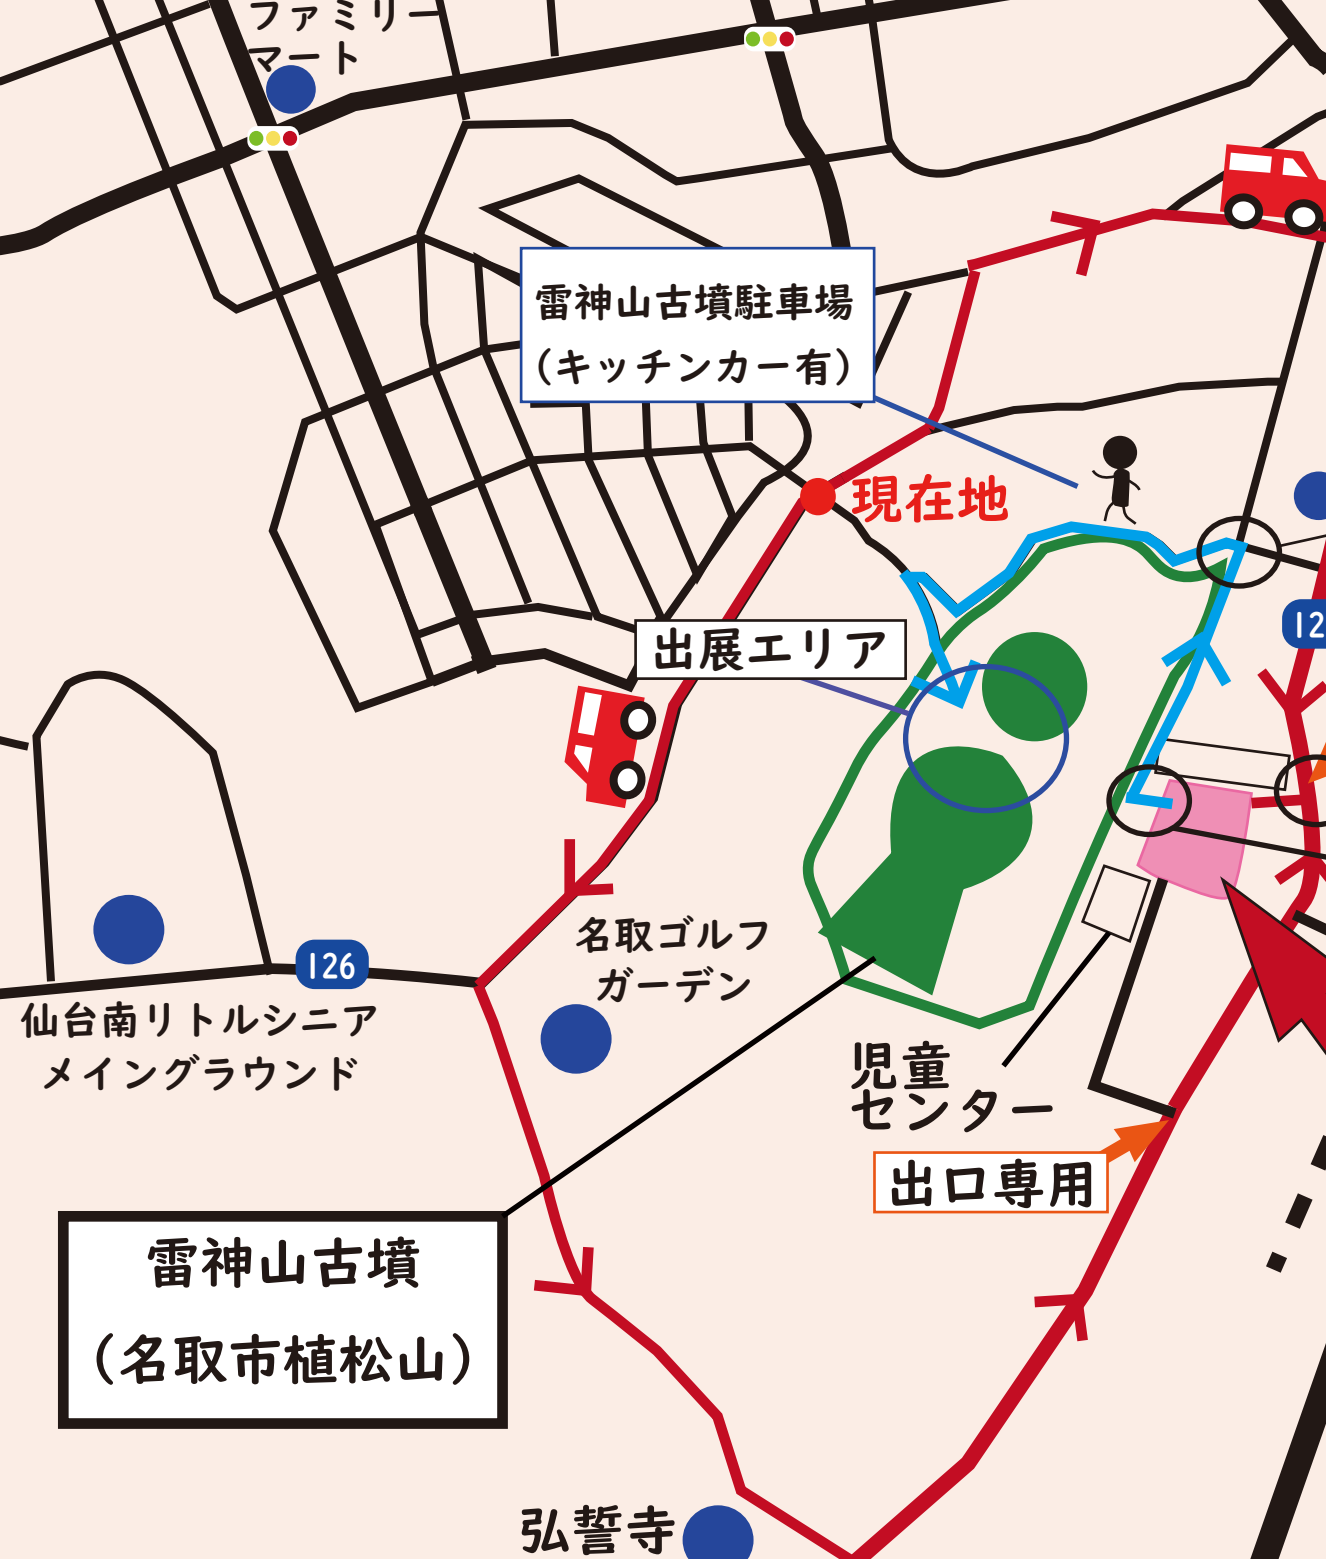 ファミリー
マート
雷神山古墳駐車場
（キッチンカー有）
現在地
出展エリア
名取ゴルフ
ガーデン
126
仙台南リトルシニア
メイングラウンド
児童
センター
出口専用
雷神山古墳
（名取市植松山）
弘誓寺